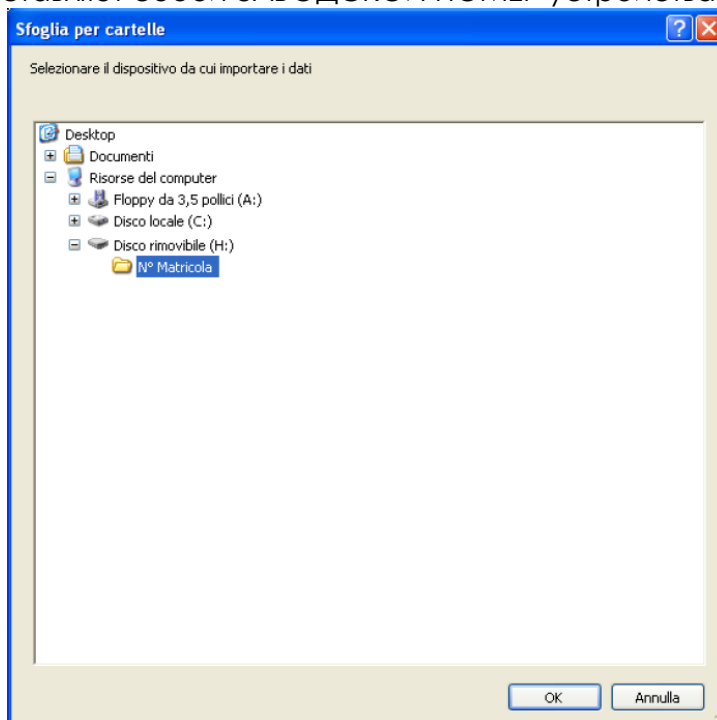 Sfoglia per cartelle
Selezionare il dispositivo da cui importare i dati
Desktop
Documenti
Risorse del computer
Floppy da 3,5 pollici (A:)
Disco locale (C:)
Disco rimovibile (H:)
N° Matricola
OK Annulla